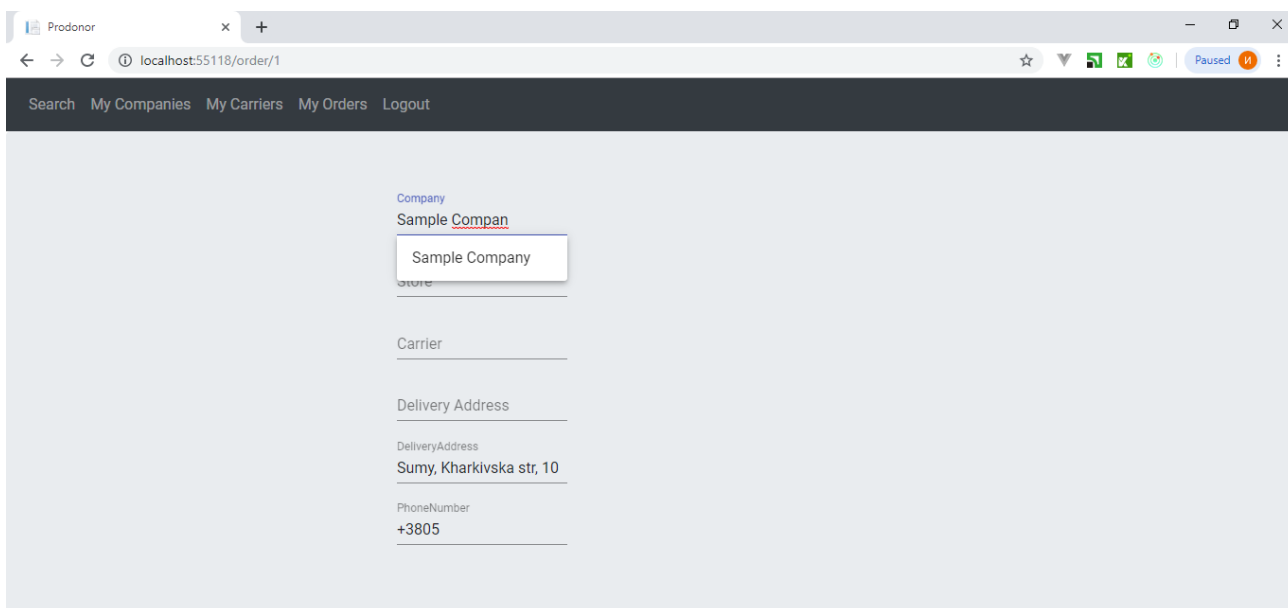 Prodonor
localhost:55118/order/1
Paused И
Search My Companies My Carriers My Orders Logout
Company
Sample Compan
Sample Company
Store
Carrier
Delivery Address
DeliveryAddress
Sumy, Kharkivska str, 10
PhoneNumber
+3805